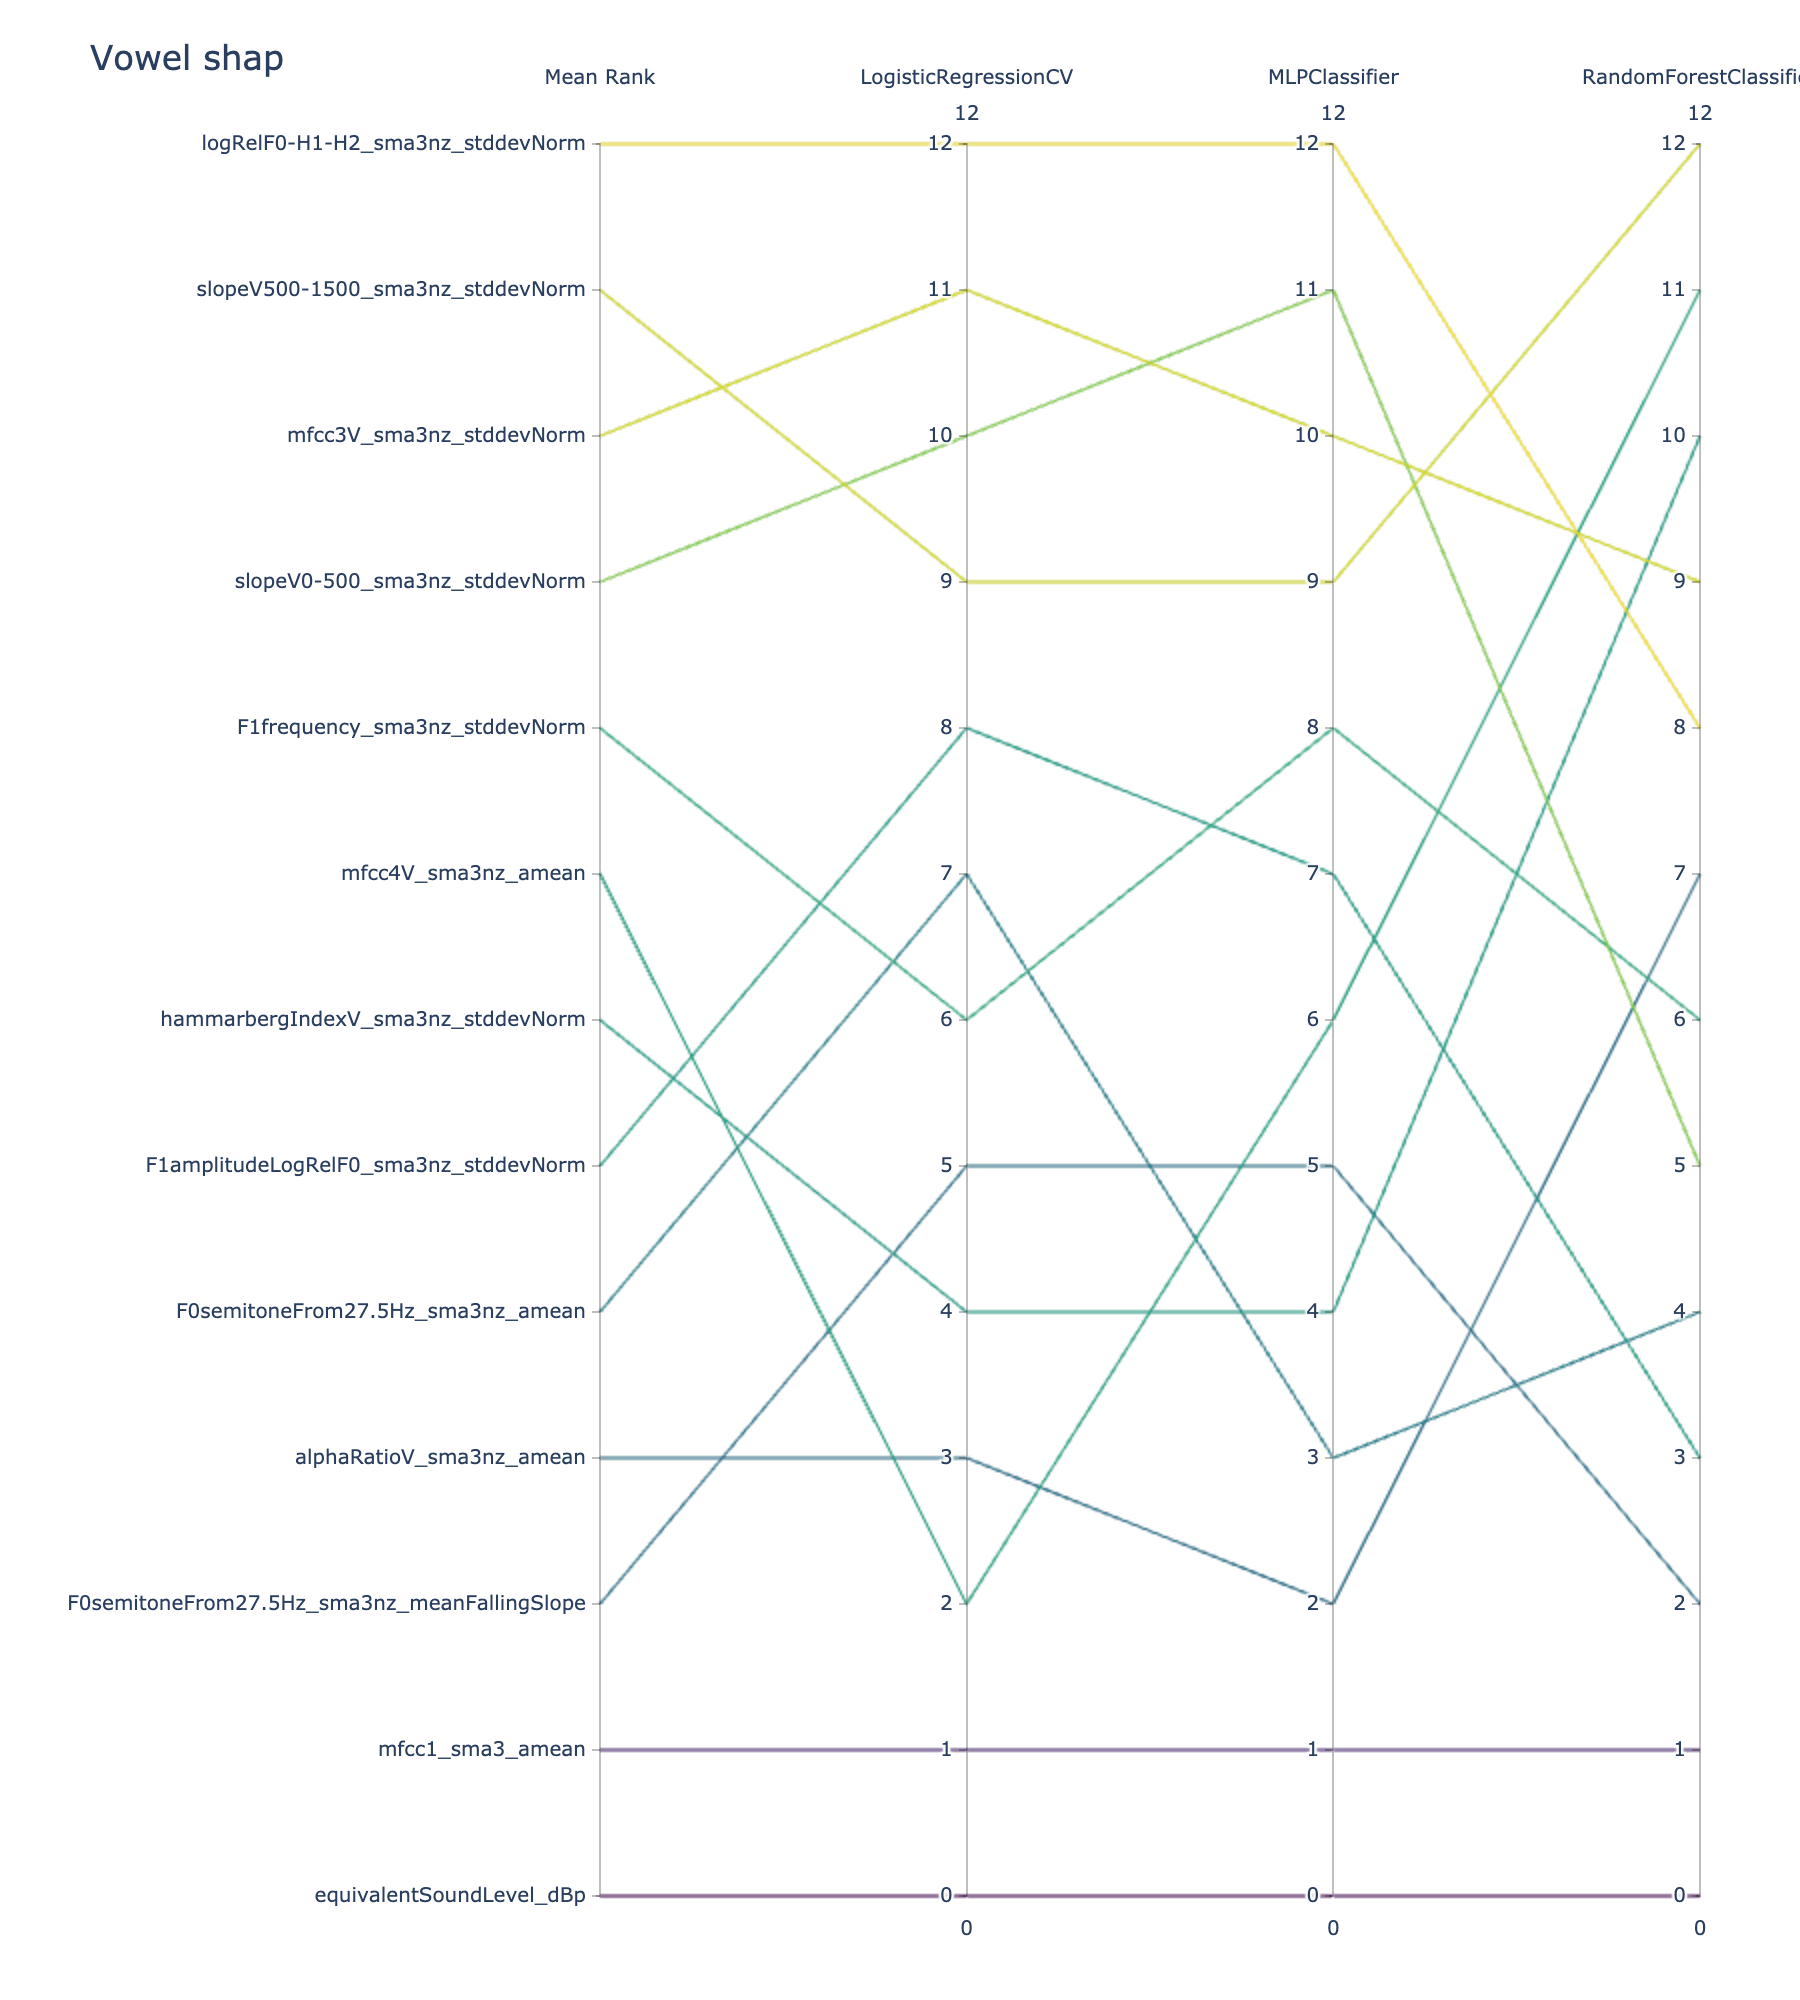 Vowel shap
Mean Rank
LogisticRegressionCV
MLPClassifier
RandomForestClassifie
12 12 12
logRelF0-H1-H2_sma3nz_stddevNorm 12 12 12
slopeV500-1500_sma3nz_stddevNorm 11 11 11
mfcc3V_sma3nz_stddevNorm 10 10 10
slopeV0-500_sma3nz_stddevNorm 9 9 9
F1frequency_sma3nz_stddevNorm 8 8 8
mfcc4V_sma3nz_amean 7 7 7
hammarbergIndexV_sma3nz_stddevNorm 6 6 6
F1amplitudeLogRelF0_sma3nz_stddevNorm 5 5 5
F0semitoneFrom27.5Hz_sma3nz_amean 4 4 4
alphaRatioV_sma3nz_amean 3 3 3
F0semitoneFrom27.5Hz_sma3nz_meanFallingSlope 2 2 2
mfcc1_sma3_amean 1 1 1
equivalentSoundLevel_dBp 0 0 0
0 0 0